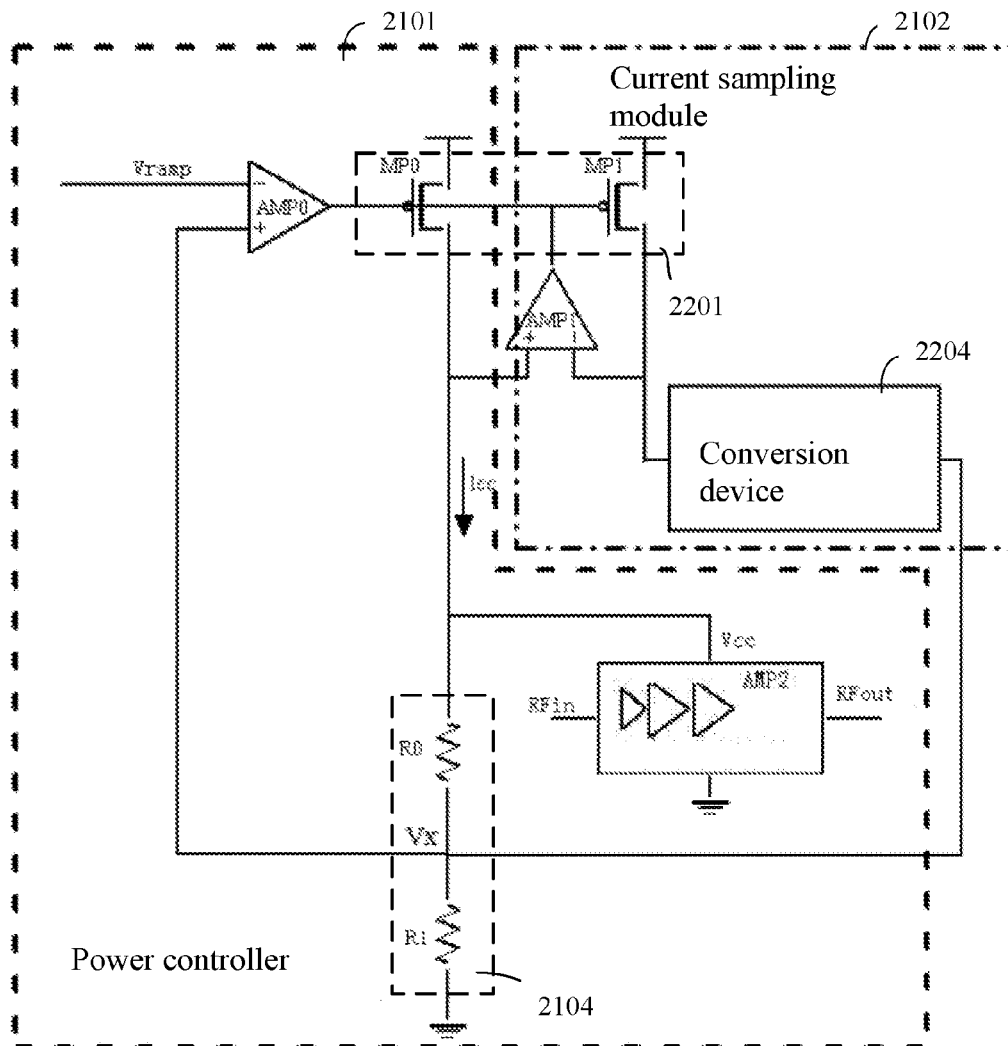 2101
2102
Current sampling
module
MP0
MP1
Vramp
-
AMP0
+
2201
AMP1
+
-
2204
Conversion
device
Icc
Vcc
AMP2
RFin
RFout
R0
Vx
R1
Power controller
2104